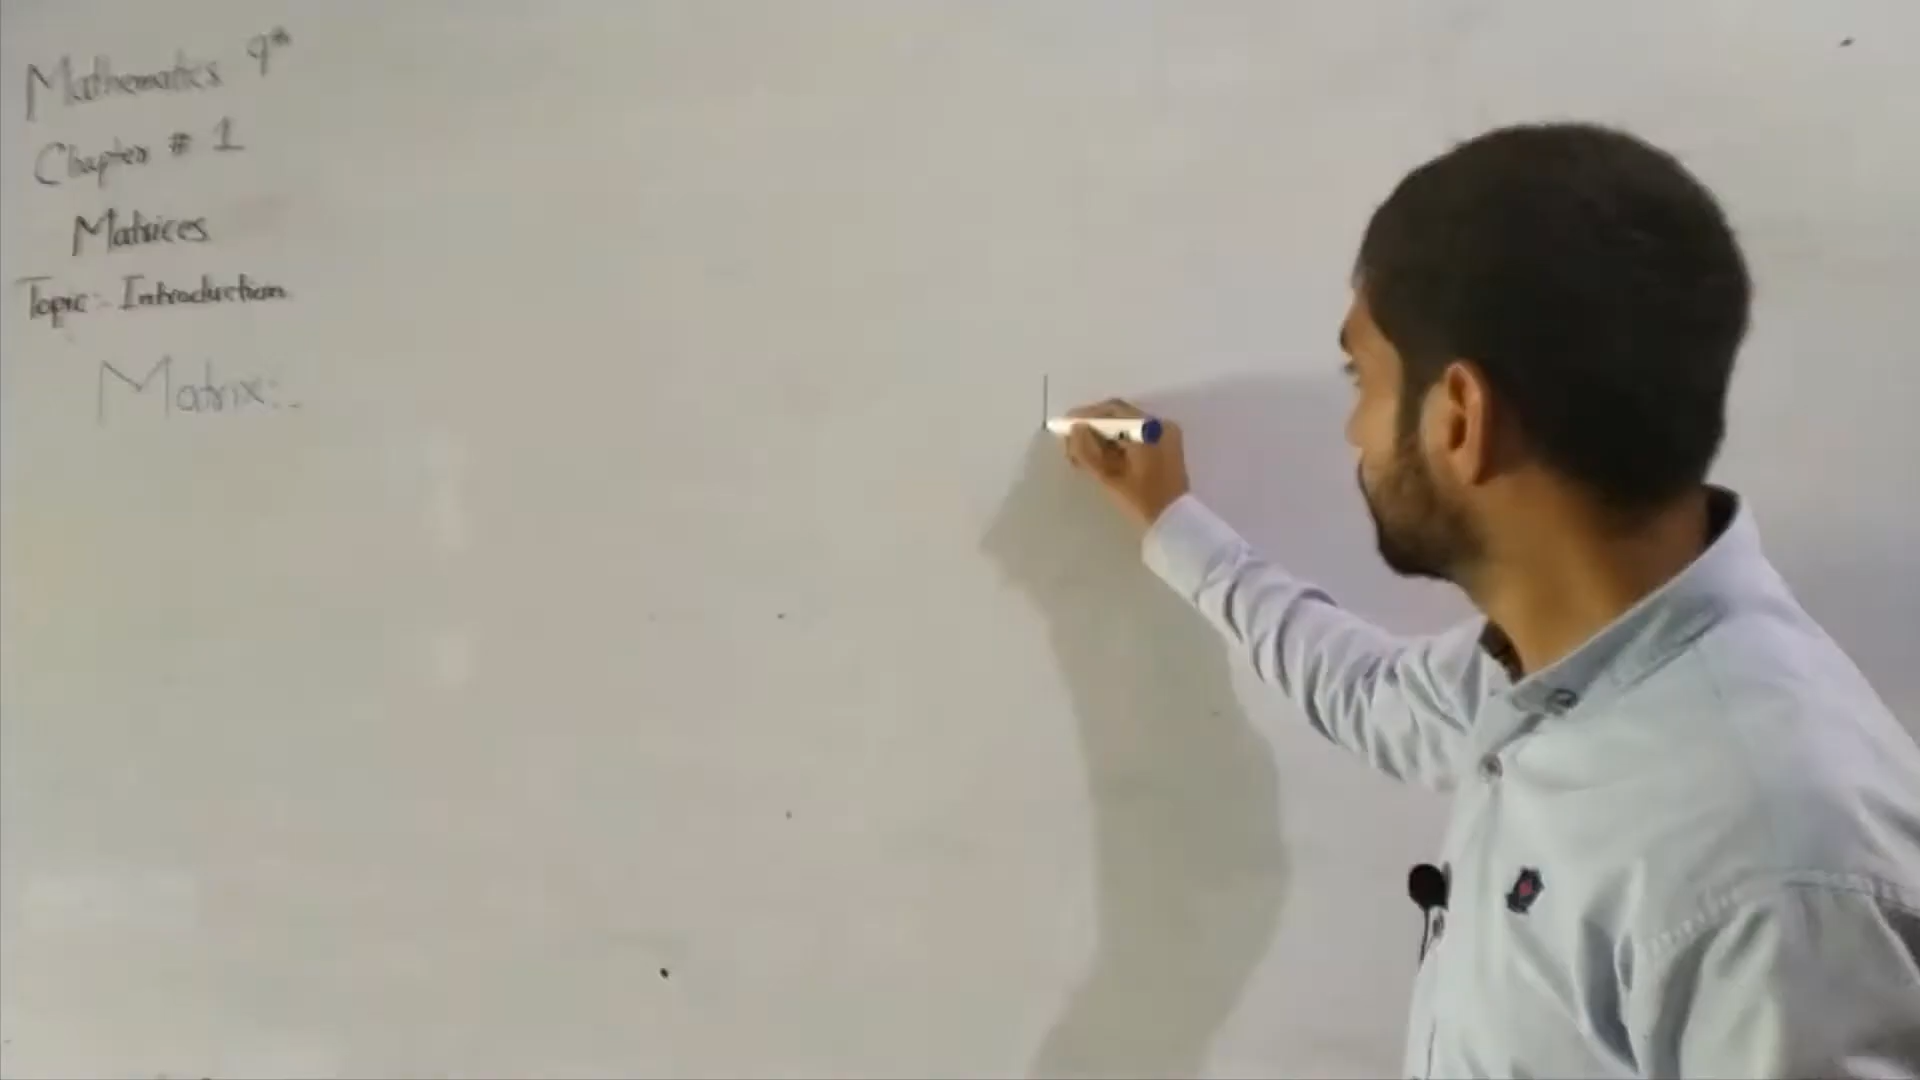 Mathematics 9th
Chapter # 1
Matrices
Topic:- Introduction
Matrix:-